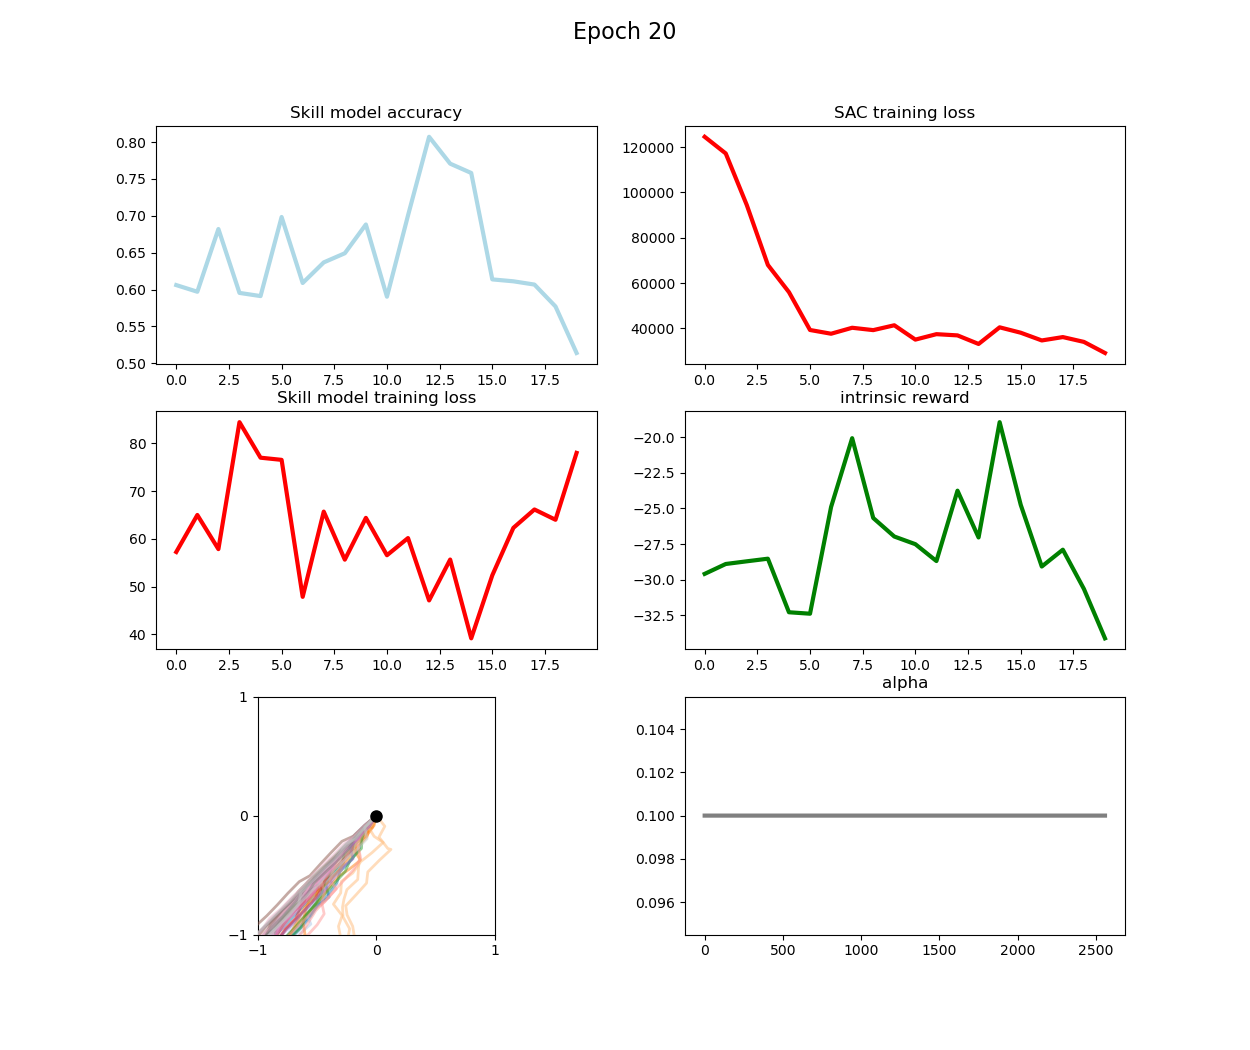 Epoch 20
Skill model accuracy
0.80
0.75
0.70
0.65
0.60
0.55
0.50
0.0 2.5 5.0 7.5 10.0 12.5 15.0 17.5
SAC training loss
120000
100000
80000
60000
40000
0.0 2.5 5.0 7.5 10.0 12.5 15.0 17.5
Skill model training loss
80
70
60
50
40
0.0 2.5 5.0 7.5 10.0 12.5 15.0 17.5
intrinsic reward
−20.0
−22.5
−25.0
−27.5
−30.0
−32.5
0.0 2.5 5.0 7.5 10.0 12.5 15.0 17.5
1
0
−1
−1 0 1
alpha
0.104
0.102
0.100
0.098
0.096
0 500 1000 1500 2000 2500